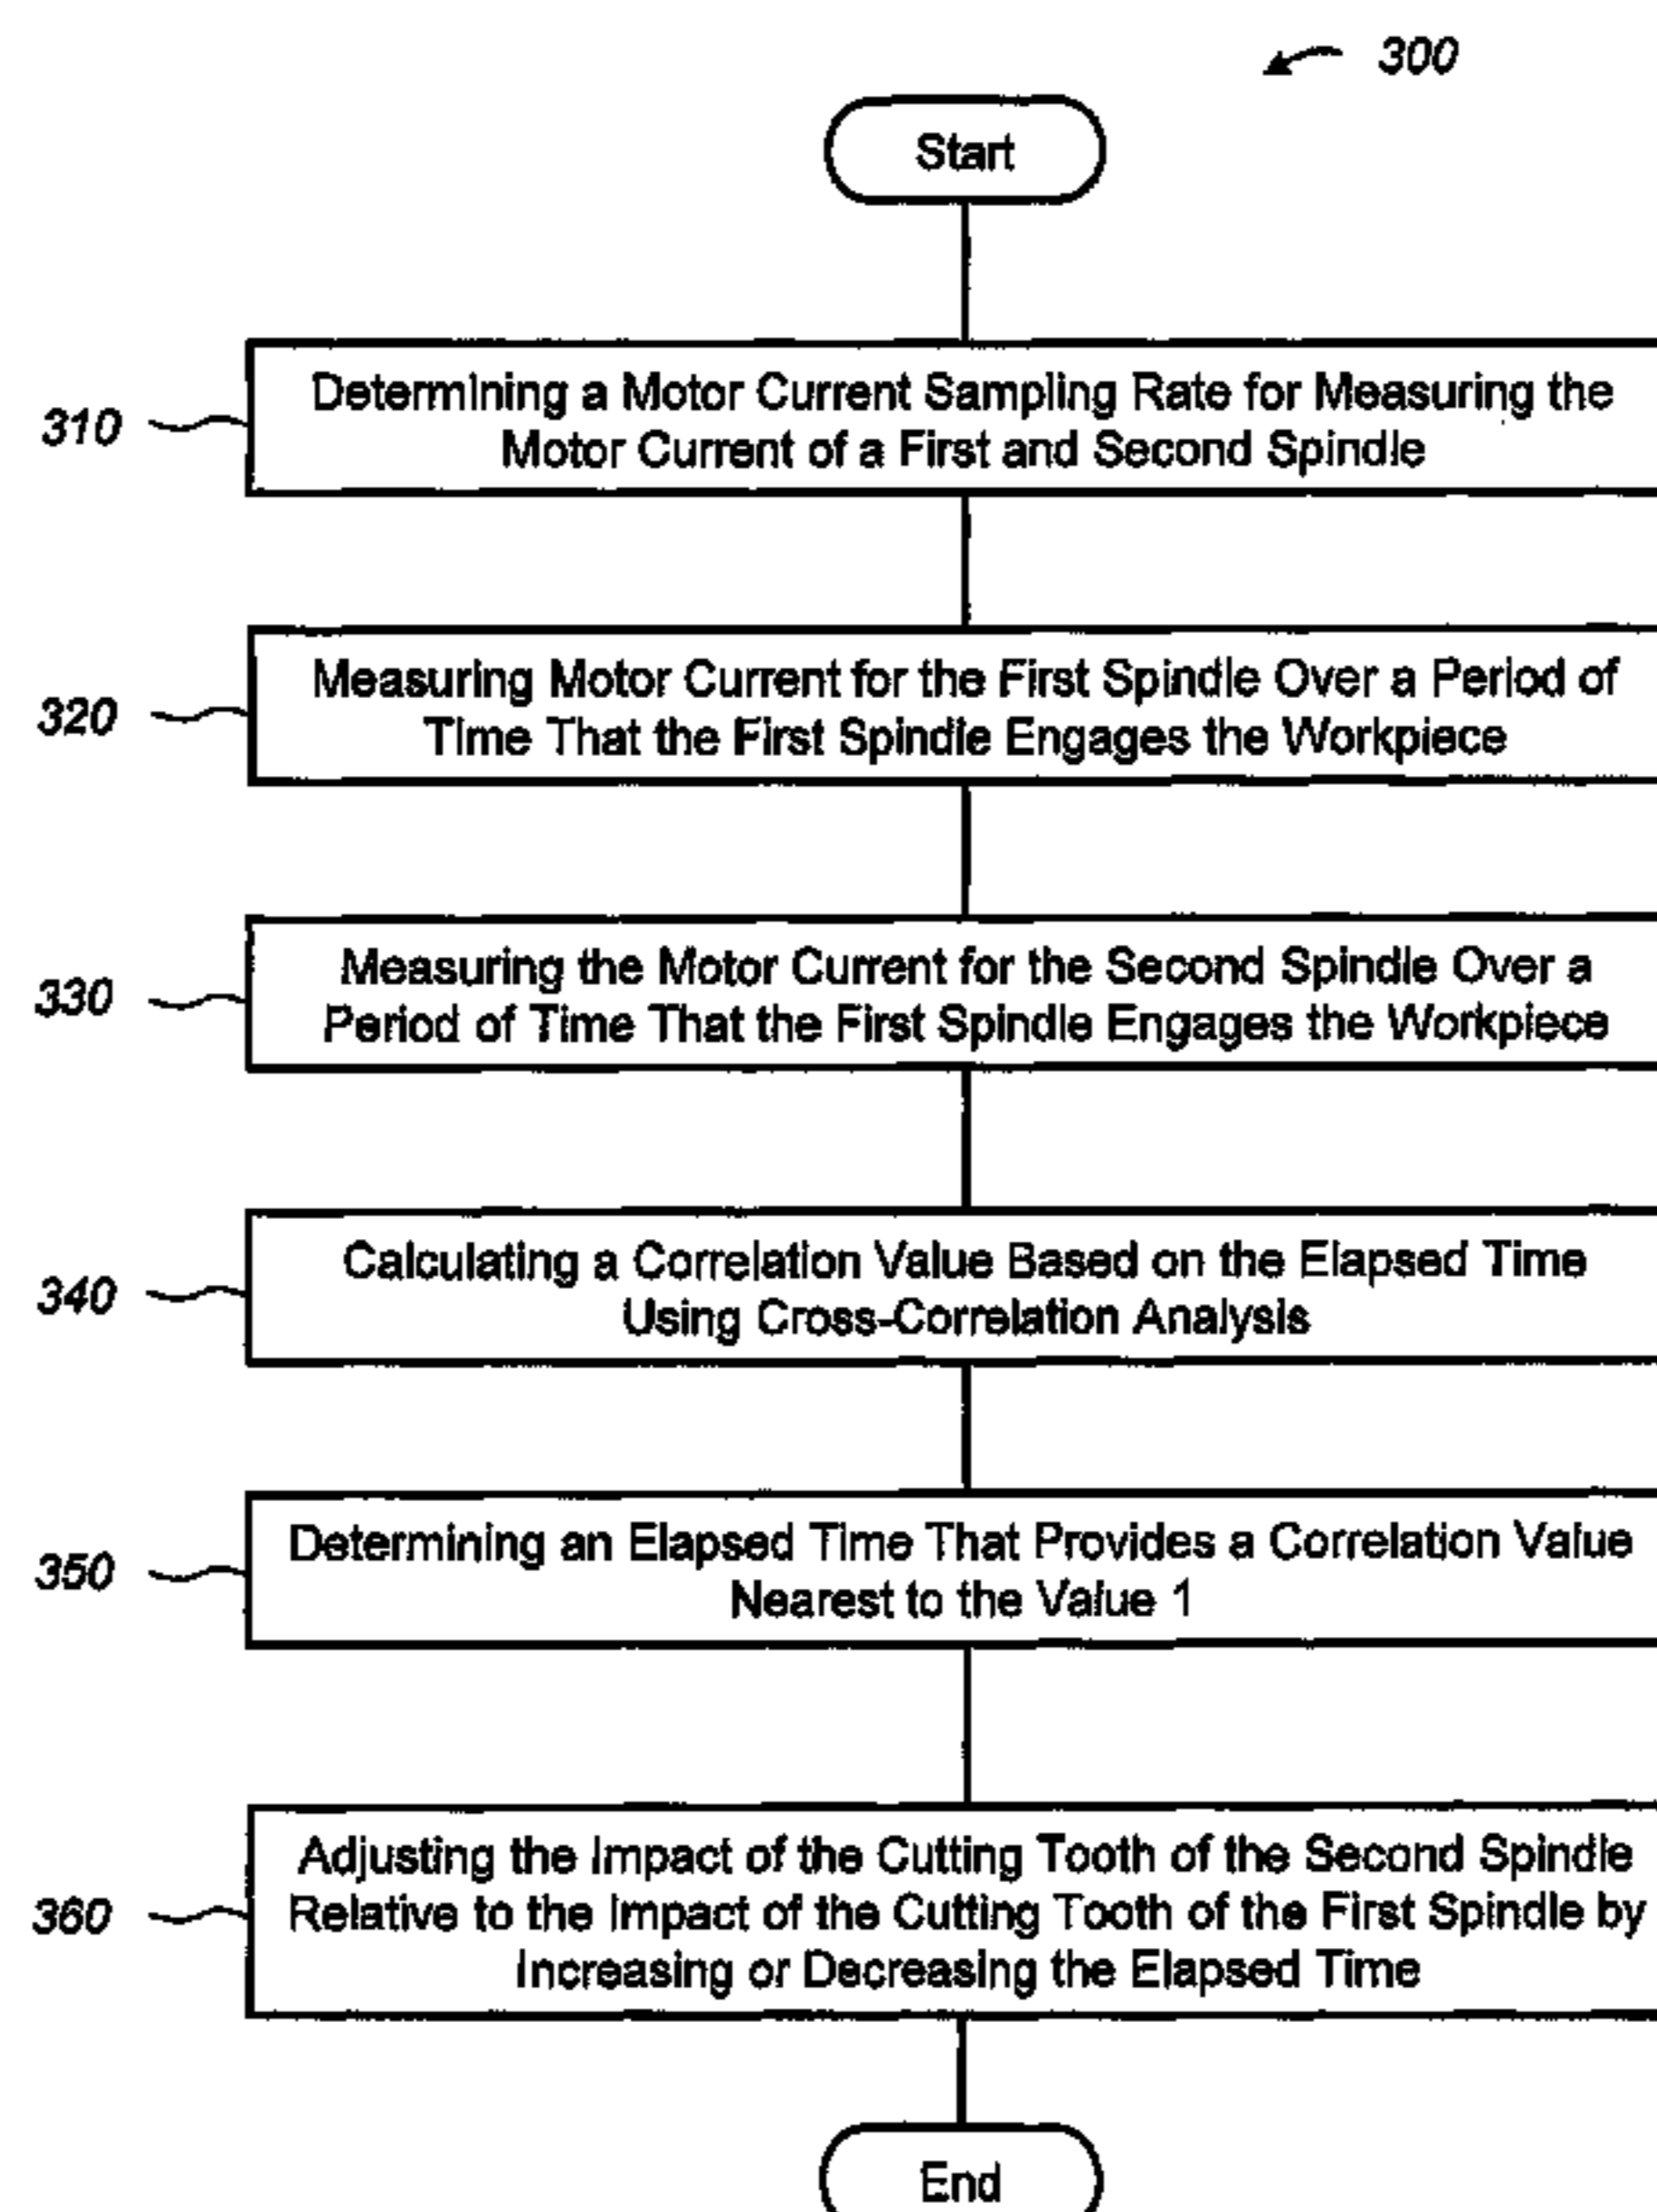 300
Start
310
Determining a Motor Current Sampling Rate for Measuring the
Motor Current of a First and Second Spindle
320
Measuring Motor Current for the First Spindle Over a Period of
Time That the First Spindle Engages the Workpiece
330
Measuring the Motor Current for the Second Spindle Over a
Period of Time That the First Spindle Engages the Workpiece
340
Calculating a Correlation Value Based on the Elapsed Time
Using Cross-Correlation Analysis
350
Determining an Elapsed Time That Provides a Correlation Value
Nearest to the Value 1
360
Adjusting the Impact of the Cutting Tooth of the Second Spindle
Relative to the Impact of the Cutting Tooth of the First Spindle by
Increasing or Decreasing the Elapsed Time
End